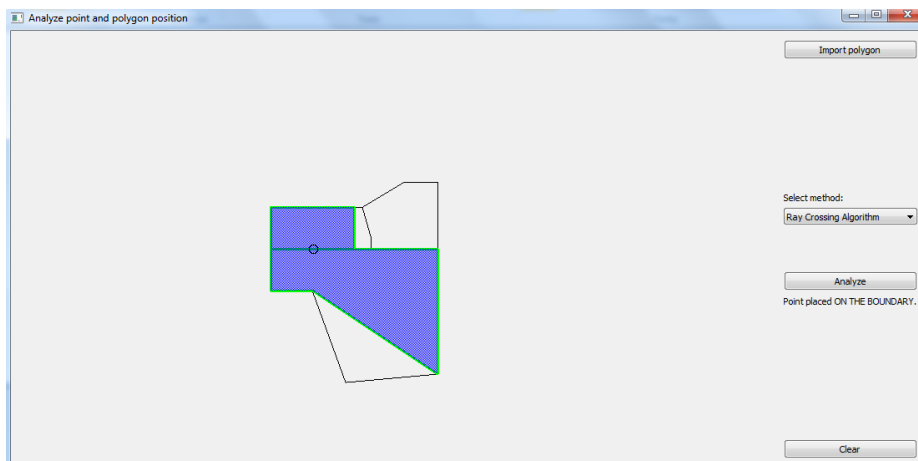 Analyze point and polygon position
Import polygon
Select method:
Ray Crossing Algorithm
Analyze
Point placed ON THE BOUNDARY.
Clear